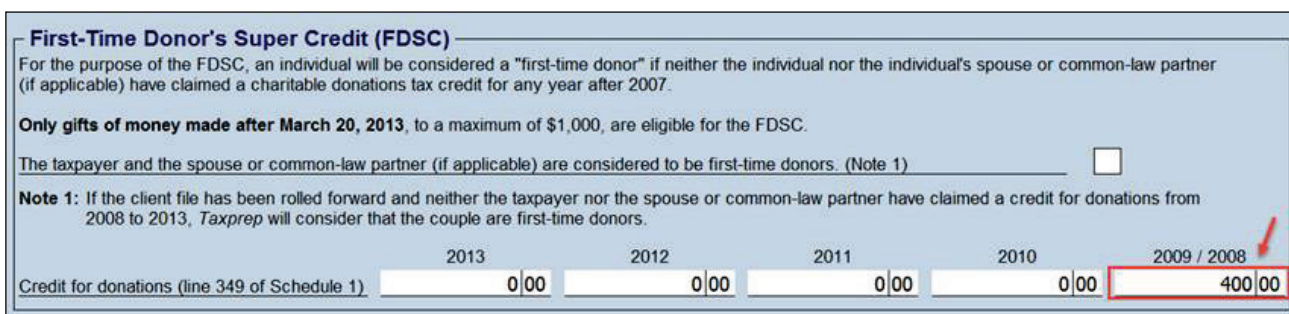 First-Time Donor's Super Credit (FDSC)
For the purpose of the FDSC, an individual will be considered a "first-time donor" if neither the individual nor the individual's spouse or common-law partner
(if applicable) have claimed a charitable donations tax credit for any year after 2007.
Only gifts of money made after March 20, 2013, to a maximum of $1,000, are eligible for the FDSC.
The taxpayer and the spouse or common-law partner (if applicable) are considered to be first-time donors. (Note 1)
Note 1: If the client file has been rolled forward and neither the taxpayer nor the spouse or common-law partner have claimed a credit for donations from
2008 to 2013, Taxprep will consider that the couple are first-time donors.
2013 2012 2011 2010 2009 / 2008
Credit for donations (line 349 of Schedule 1) 0 00 0 00 0 00 0 00 400 00